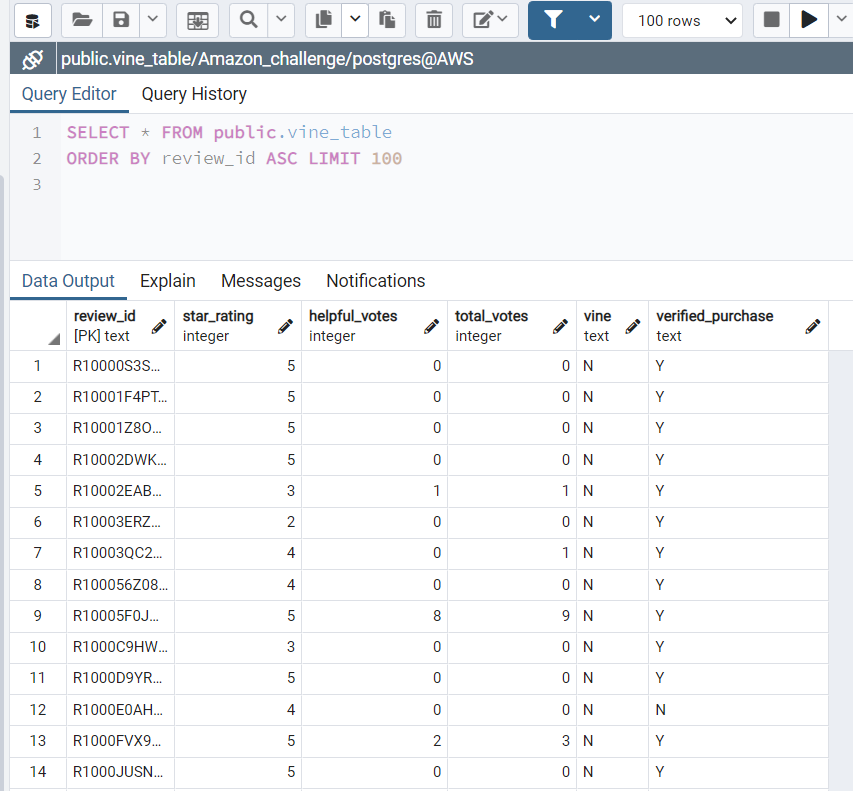 100 rows
public.vine_table/Amazon_challenge/postgres@AWS
Query Editor Query History
1 SELECT * FROM public.vine_table
2 ORDER BY review_id ASC LIMIT 100
3
Data Output Explain Messages Notifications
review_id star_rating helpful_votes total_votes vine verified_purchase
[PK] text integer integer integer text text
1 R10000S3S... 5 0 0 N Y
2 R10001F4PT... 5 0 0 N Y
3 R10001Z8O... 5 0 0 N Y
4 R10002DWK... 5 0 0 N Y
5 R10002EAB... 3 1 1 N Y
6 R10003ERZ... 2 0 0 N Y
7 R10003QC2... 4 0 1 N Y
8 R100056Z08... 4 0 0 N Y
9 R10005F0J... 5 8 9 N Y
10 R1000C9HW... 3 0 0 N Y
11 R1000D9YR... 5 0 0 N Y
12 R1000E0AH... 4 0 0 N N
13 R1000FVX9... 5 2 3 N Y
14 R1000JUSN... 5 0 0 N Y